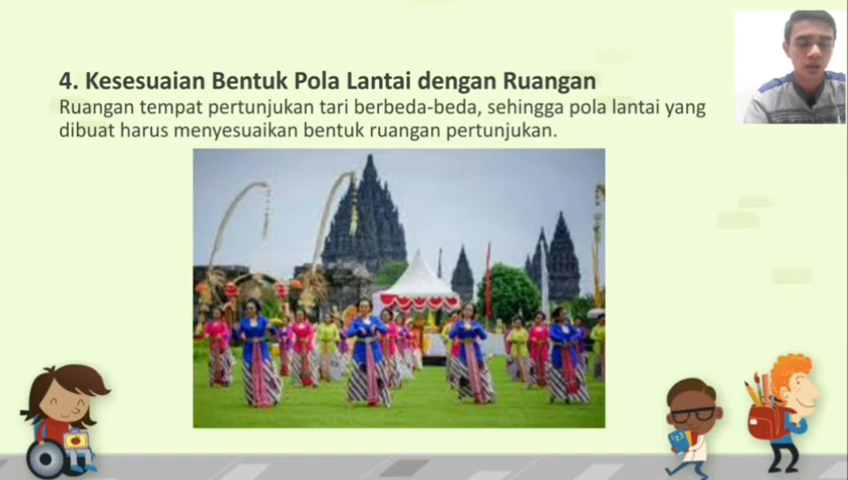 4. Kesesuaian Bentuk Pola Lantai dengan Ruangan
Ruangan tempat pertunjukan tari berbeda-beda, sehingga pola lantai yang
dibuat harus menyesuaikan bentuk ruangan pertunjukan.